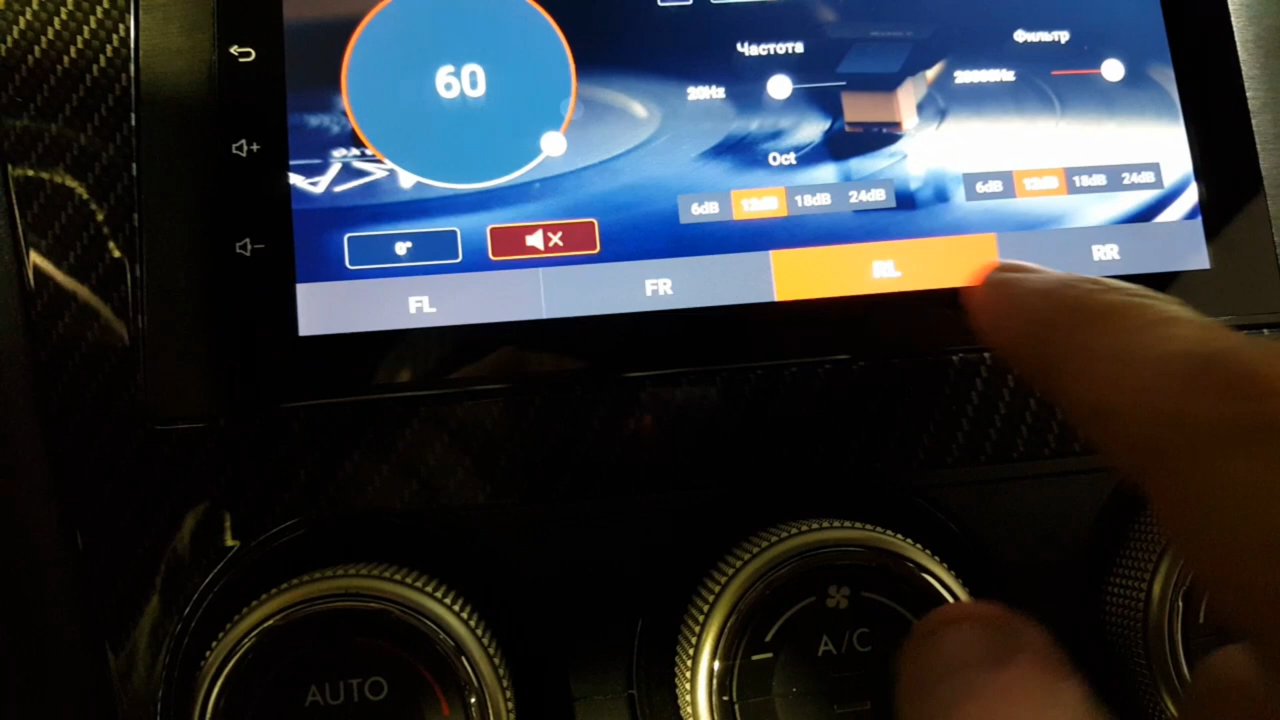 60
Частота
Фильтр
20Hz
20000Hz
Oct
6dB 12dB 18dB 24dB
6dB 12dB 18dB 24dB
0°
FL FR RL RR
AUTO
A/C